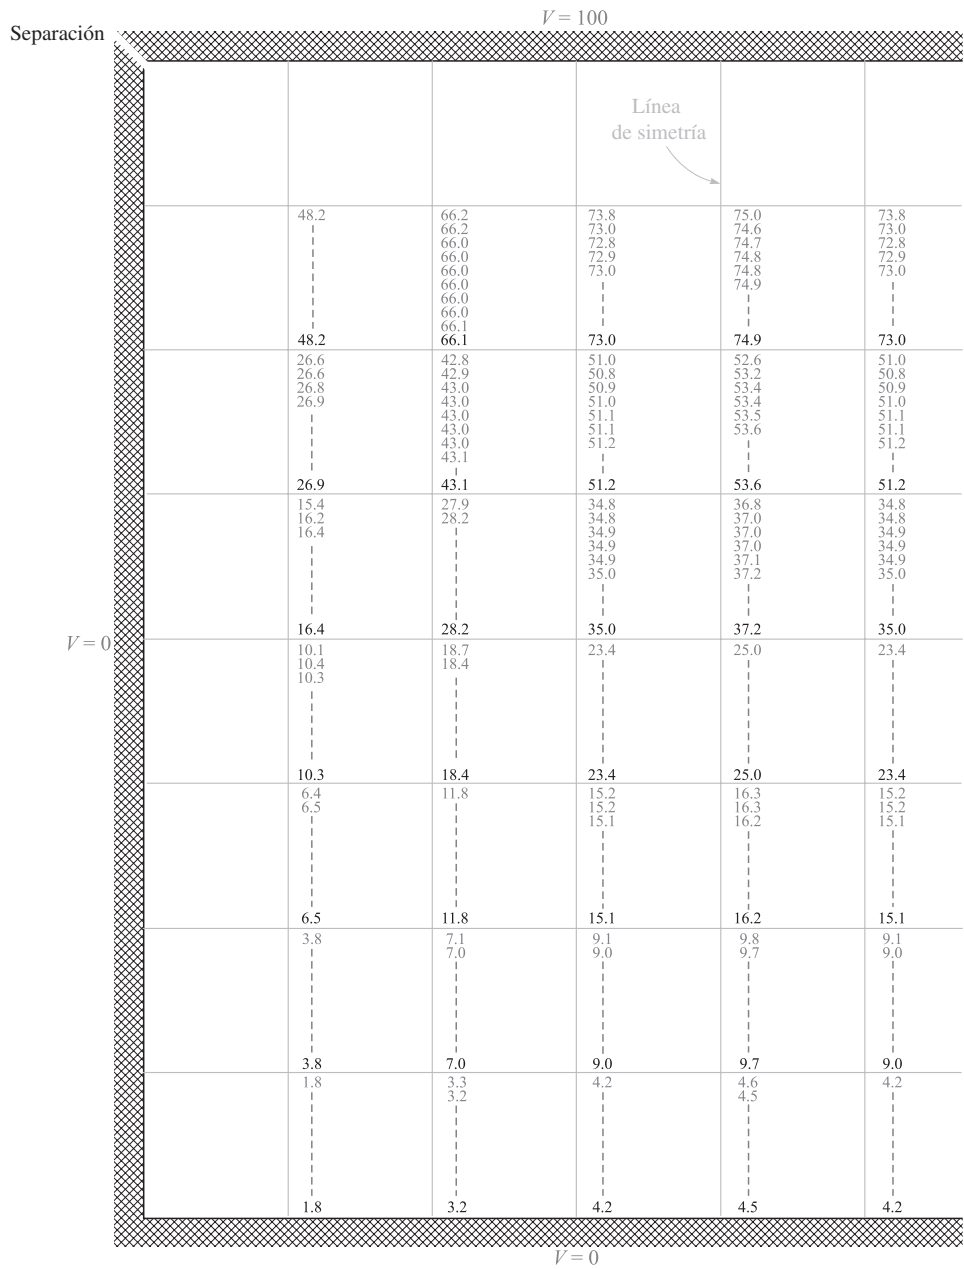 V = 100
Separación
Línea
de simetría
48.2 66.2 73.8 75.0 73.8
66.2 73.0 74.6 73.0
66.0 72.8 74.7 72.8
66.0 72.9 74.8 72.9
66.0 73.0 74.8 73.0
66.0 74.9
66.0
66.0
66.1
48.2 66.1 73.0 74.9 73.0
26.6 42.8 51.0 52.6 51.0
26.6 42.9 50.8 53.2 50.8
26.8 43.0 50.9 53.4 50.9
26.9 43.0 51.0 53.4 51.0
43.0 51.1 53.5 51.1
43.0 51.1 53.6 51.1
43.0 51.2 51.2
43.1
26.9 43.1 51.2 53.6 51.2
15.4 27.9 34.8 36.8 34.8
16.2 28.2 34.8 37.0 34.8
16.4 34.9 37.0 34.9
34.9 37.0 34.9
34.9 37.1 34.9
35.0 37.2 35.0
16.4 28.2 35.0 37.2 35.0
V = 0
10.1 18.7 23.4 25.0 23.4
10.4 18.4
10.3
10.3 18.4 23.4 25.0 23.4
6.4 11.8 15.2 16.3 15.2
6.5 15.2 16.3 15.2
15.1 16.2 15.1
6.5 11.8 15.1 16.2 15.1
3.8 7.1 9.1 9.8 9.1
7.0 9.0 9.7 9.0
3.8 7.0 9.0 9.7 9.0
1.8 3.3 4.2 4.6 4.2
3.2 4.5
1.8 3.2 4.2 4.5 4.2
V = 0